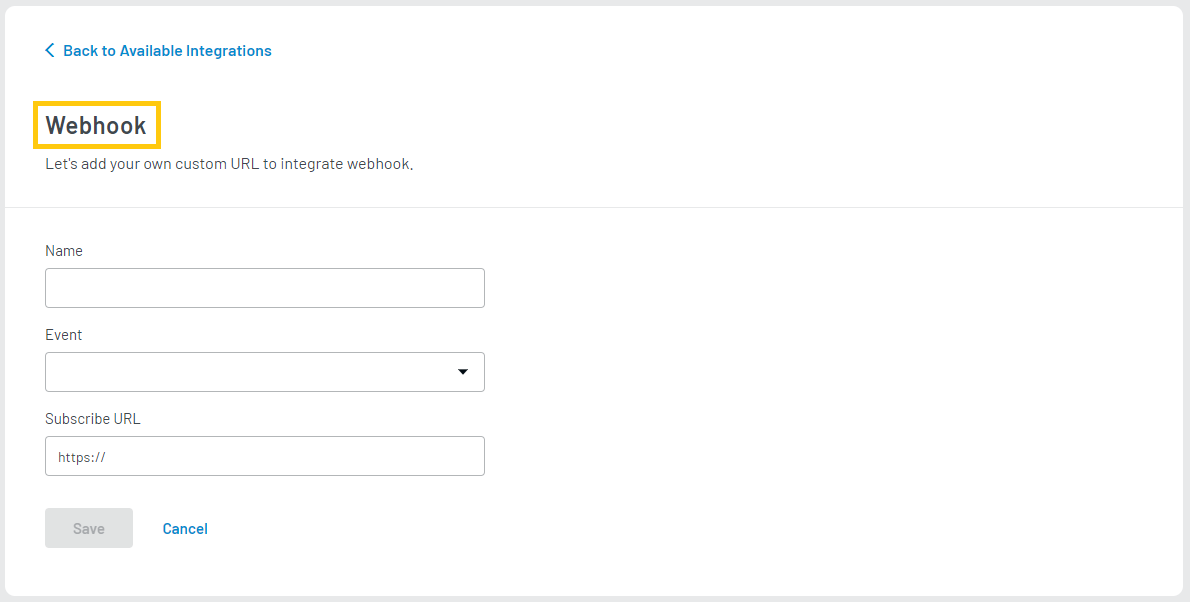 Back to Available Integrations
Webhook
Let's add your own custom URL to integrate webhook.
Name
Event
Subscribe URL
https://
Save Cancel